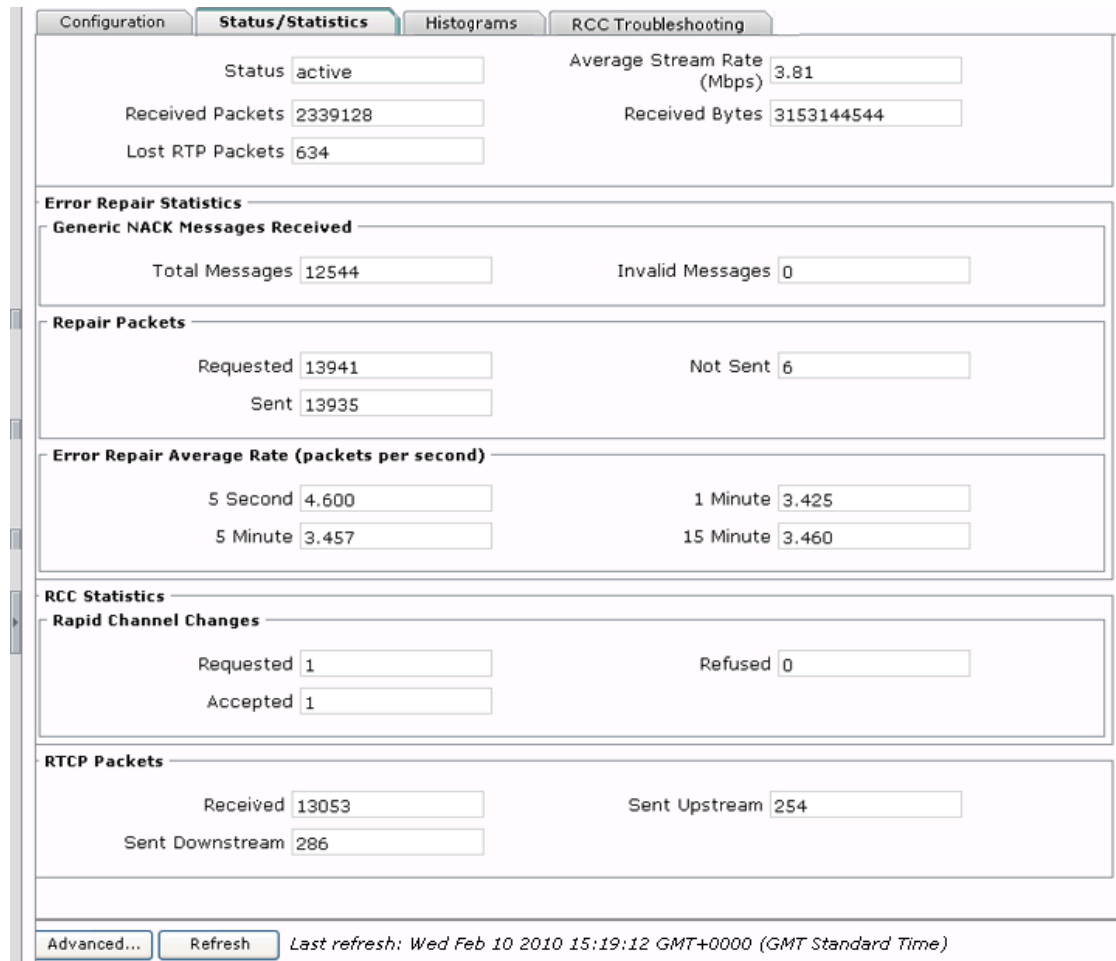 Configuration Status/Statistics Histograms RCC Troubleshooting
Status active Average Stream Rate (Mbps) 3.81
Received Packets 2339128 Received Bytes 3153144544
Lost RTP Packets 634
Error Repair Statistics
Generic NACK Messages Received
Total Messages 12544 Invalid Messages 0
Repair Packets
Requested 13941 Not Sent 6
Sent 13935
Error Repair Average Rate (packets per second)
5 Second 4.600 1 Minute 3.425
5 Minute 3.457 15 Minute 3.460
RCC Statistics
Rapid Channel Changes
Requested 1 Refused 0
Accepted 1
RTCP Packets
Received 13053 Sent Upstream 254
Sent Downstream 286
Advanced... Refresh Last refresh: Wed Feb 10 2010 15:19:12 GMT+0000 (GMT Standard Time)